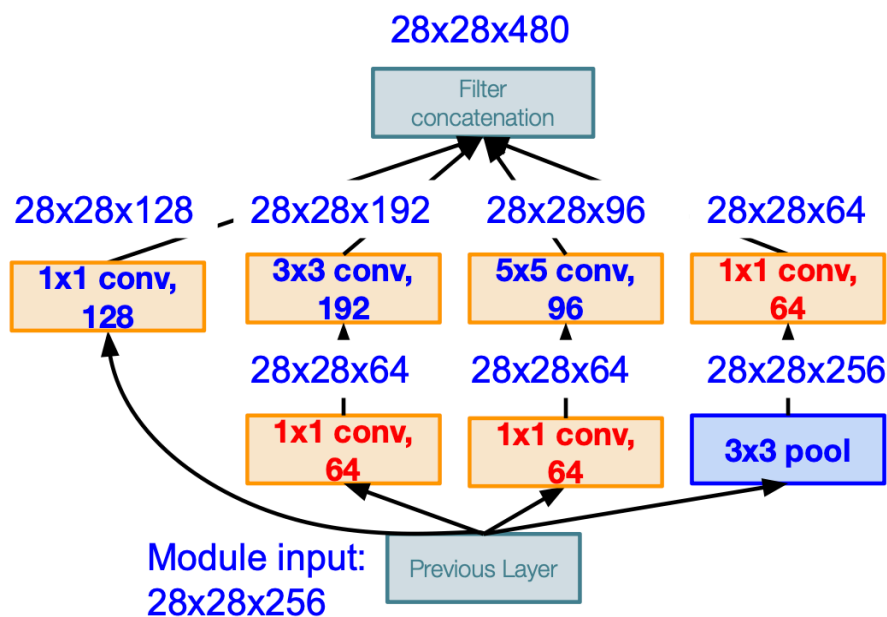 28x28x480
Filter
concatenation
28x28x128
28x28x192
28x28x96
28x28x64
1x1 conv,
128
3x3 conv,
192
5x5 conv,
96
1x1 conv,
64
28x28x64
28x28x64
28x28x256
1x1 conv,
64
1x1 conv,
64
3x3 pool
Module input:
28x28x256
Previous Layer